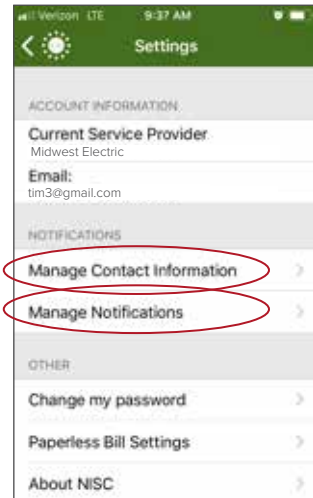 Verizon LTE 9:37 AM
Settings
ACCOUNT INFORMATION
Current Service Provider
Midwest Electric
Email:
tim3@gmail.com
NOTIFICATIONS
Manage Contact Information
Manage Notifications
OTHER
Change my password
Paperless Bill Settings
About NISC